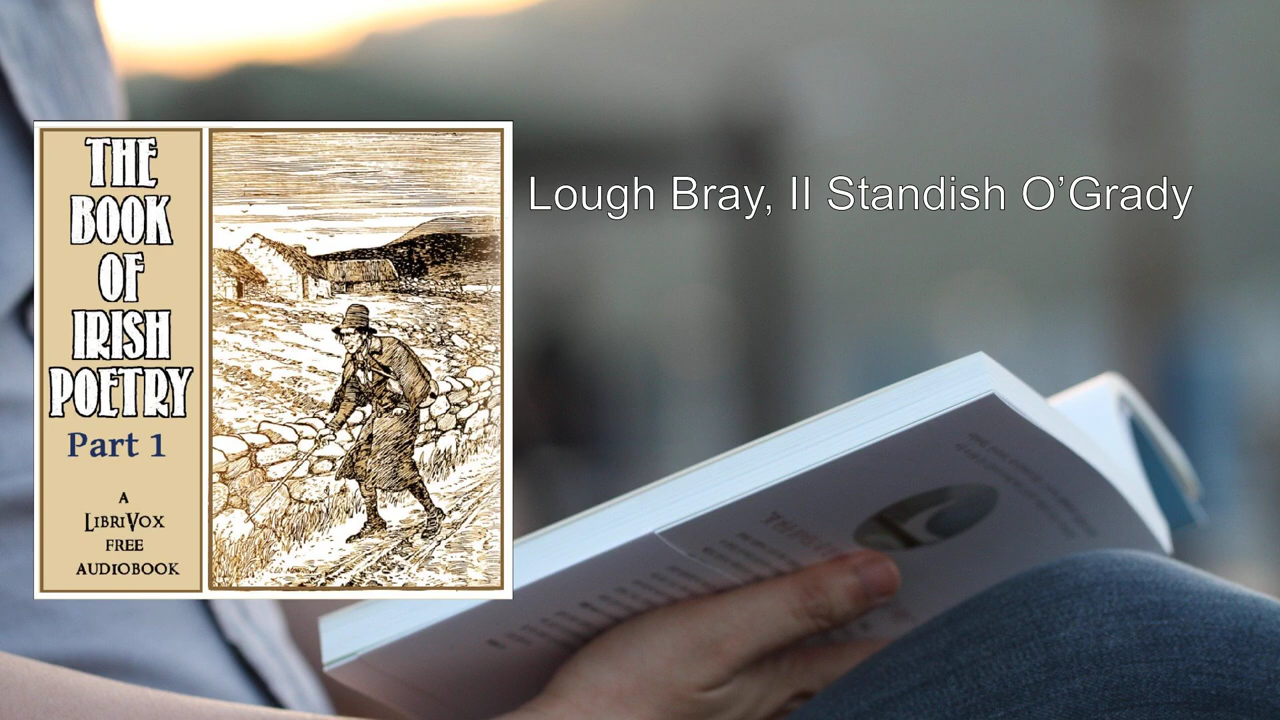 THE
BOOK
OF
IRISH
POETRY
Part 1
A
LIBRIVOX
FREE
AUDIOBOOK
Lough Bray, II Standish O’Grady